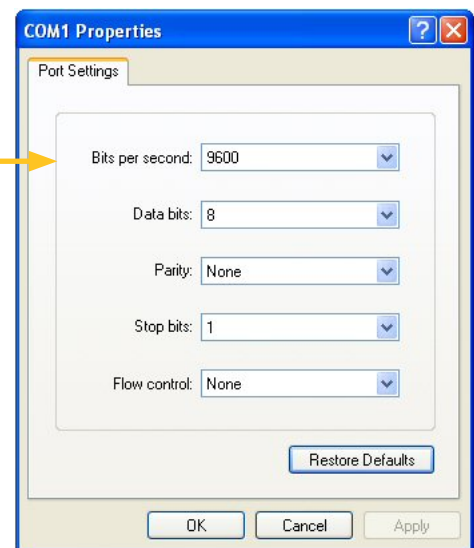 COM1 Properties
Port Settings
Bits per second: 9600
Data bits: 8
Parity: None
Stop bits: 1
Flow control: None
Restore Defaults
OK Cancel Apply